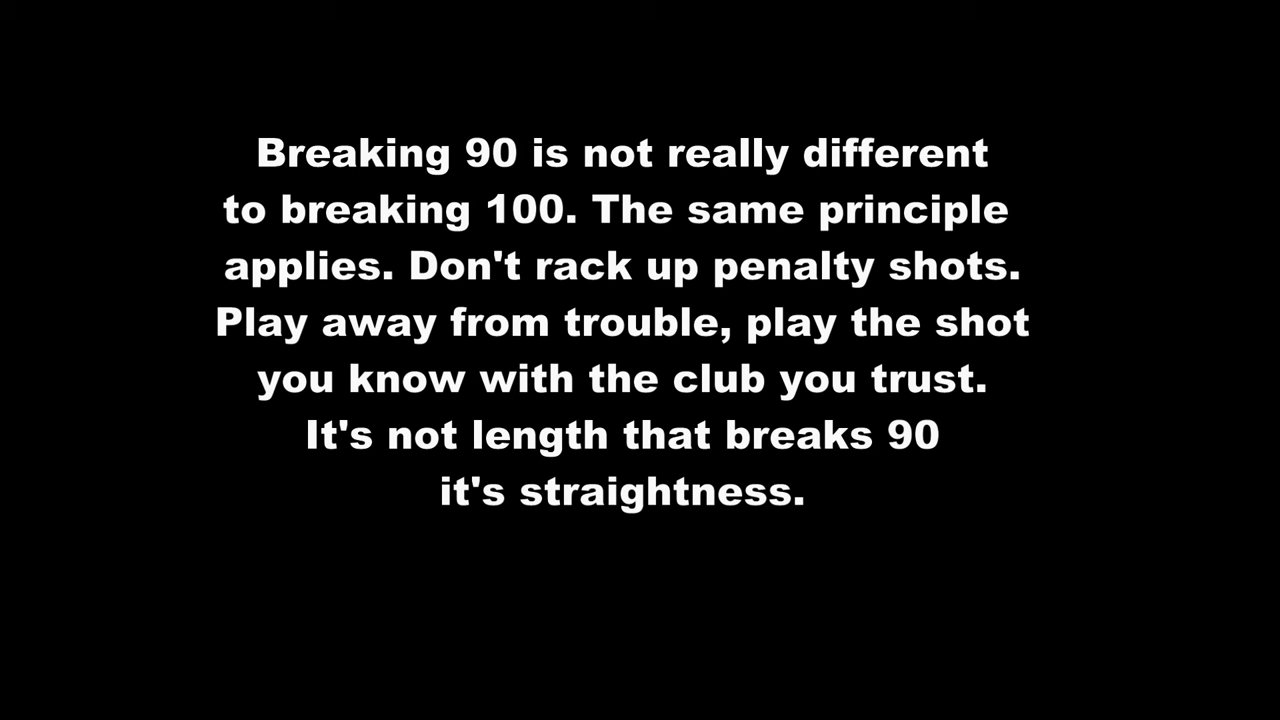 Breaking 90 is not really different
to breaking 100. The same principle
applies. Don't rack up penalty shots.
Play away from trouble, play the shot
you know with the club you trust.
It's not length that breaks 90
it's straightness.